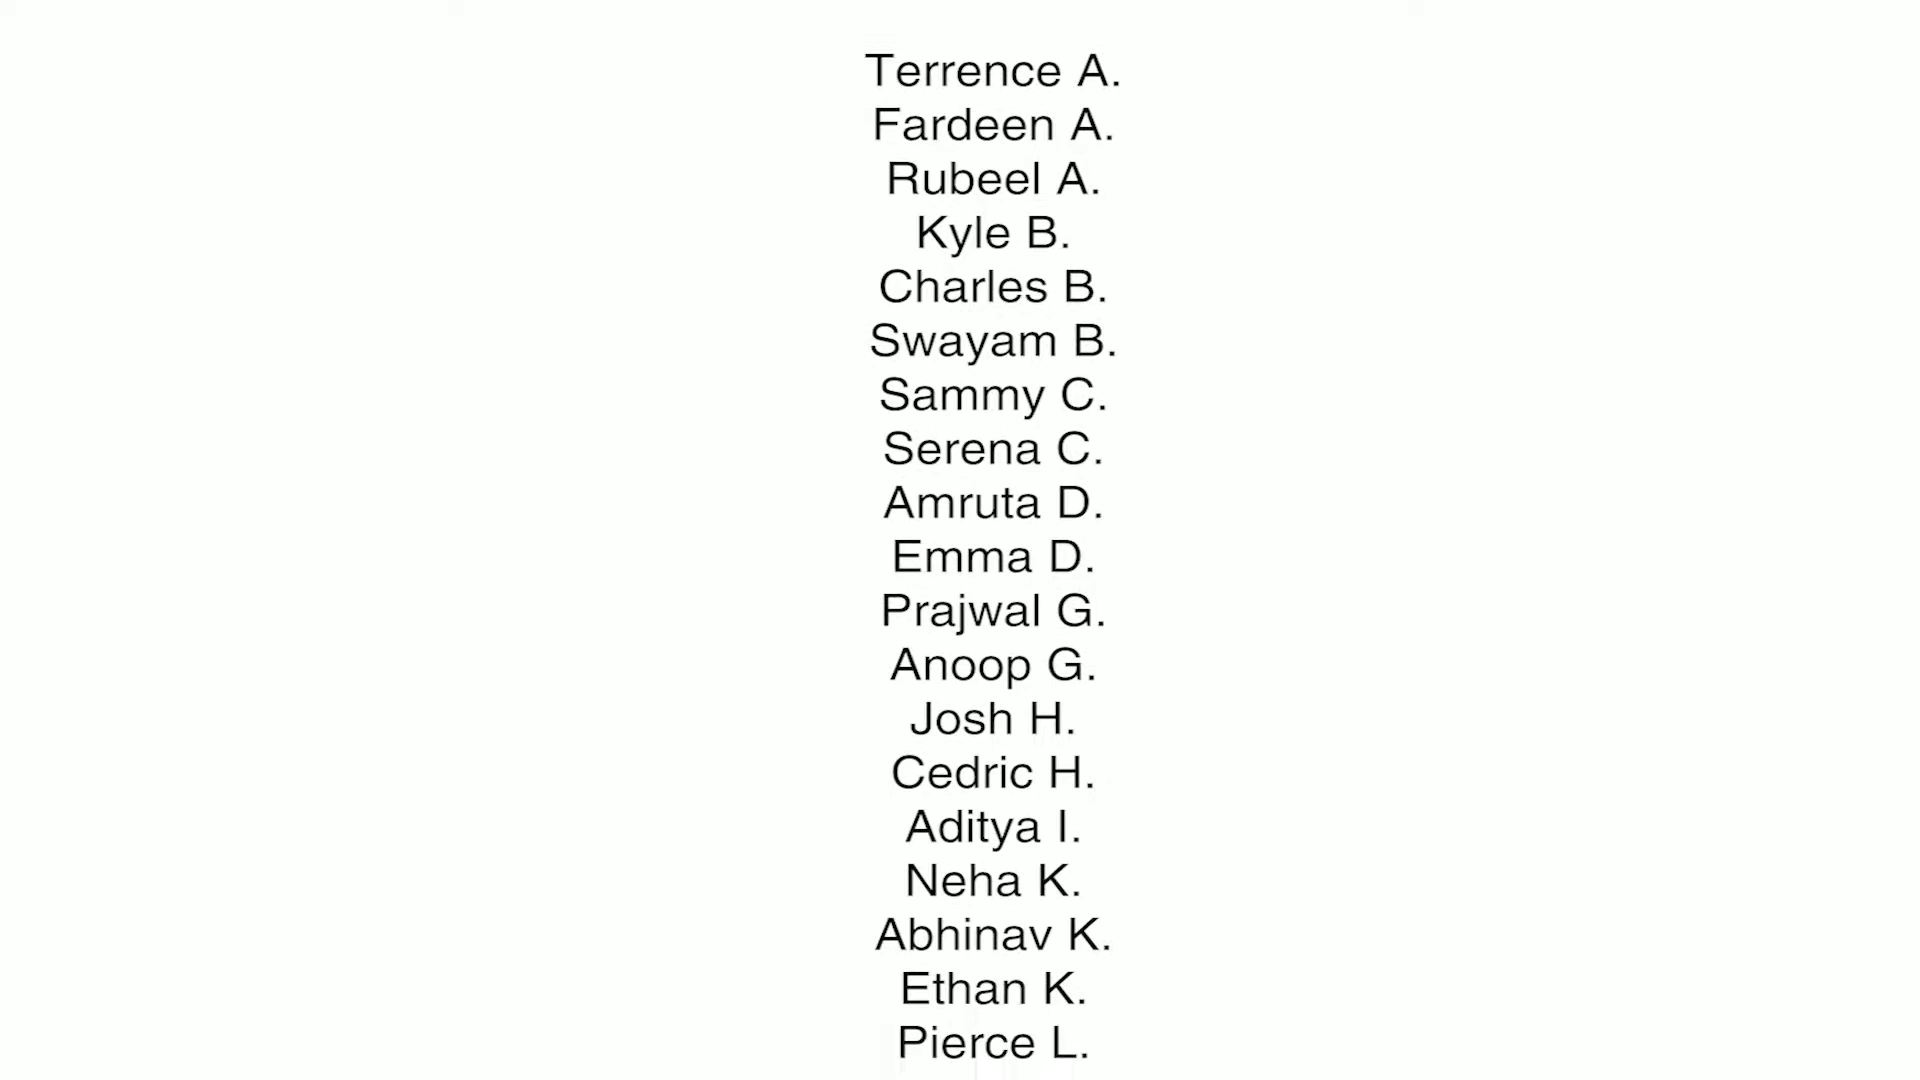 Terrence A.
Fardeen A.
Rubeel A.
Kyle B.
Charles B.
Swayam B.
Sammy C.
Serena C.
Amruta D.
Emma D.
Prajwal G.
Anoop G.
Josh H.
Cedric H.
Aditya I.
Neha K.
Abhinav K.
Ethan K.
Pierce L.